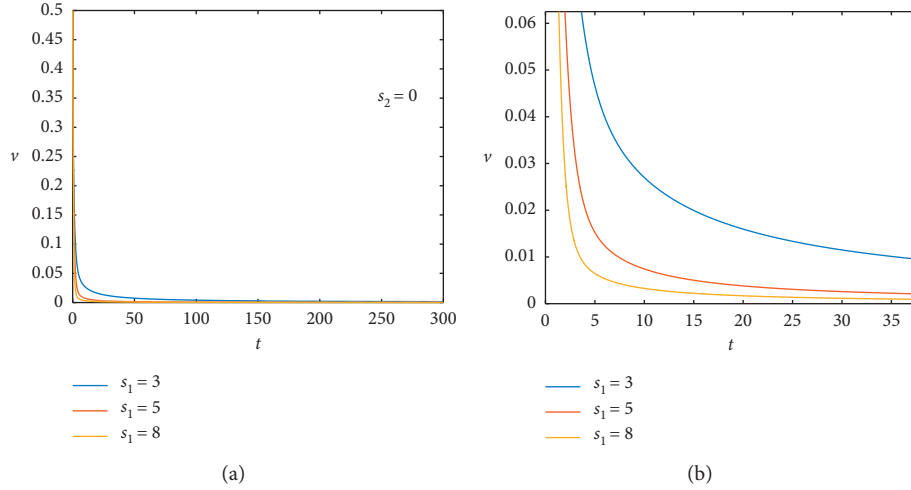 0.5
0.45
0.4
0.35
0.3
0.25
0.2
0.15
0.1
0.05
0
v
s2 = 0
0 50 100 150 200 250 300
t
s1 = 3
s1 = 5
s1 = 8
(a)
0.06
0.05
0.04
0.03
0.02
0.01
0
v
0 5 10 15 20 25 30 35
t
s1 = 3
s1 = 5
s1 = 8
(b)